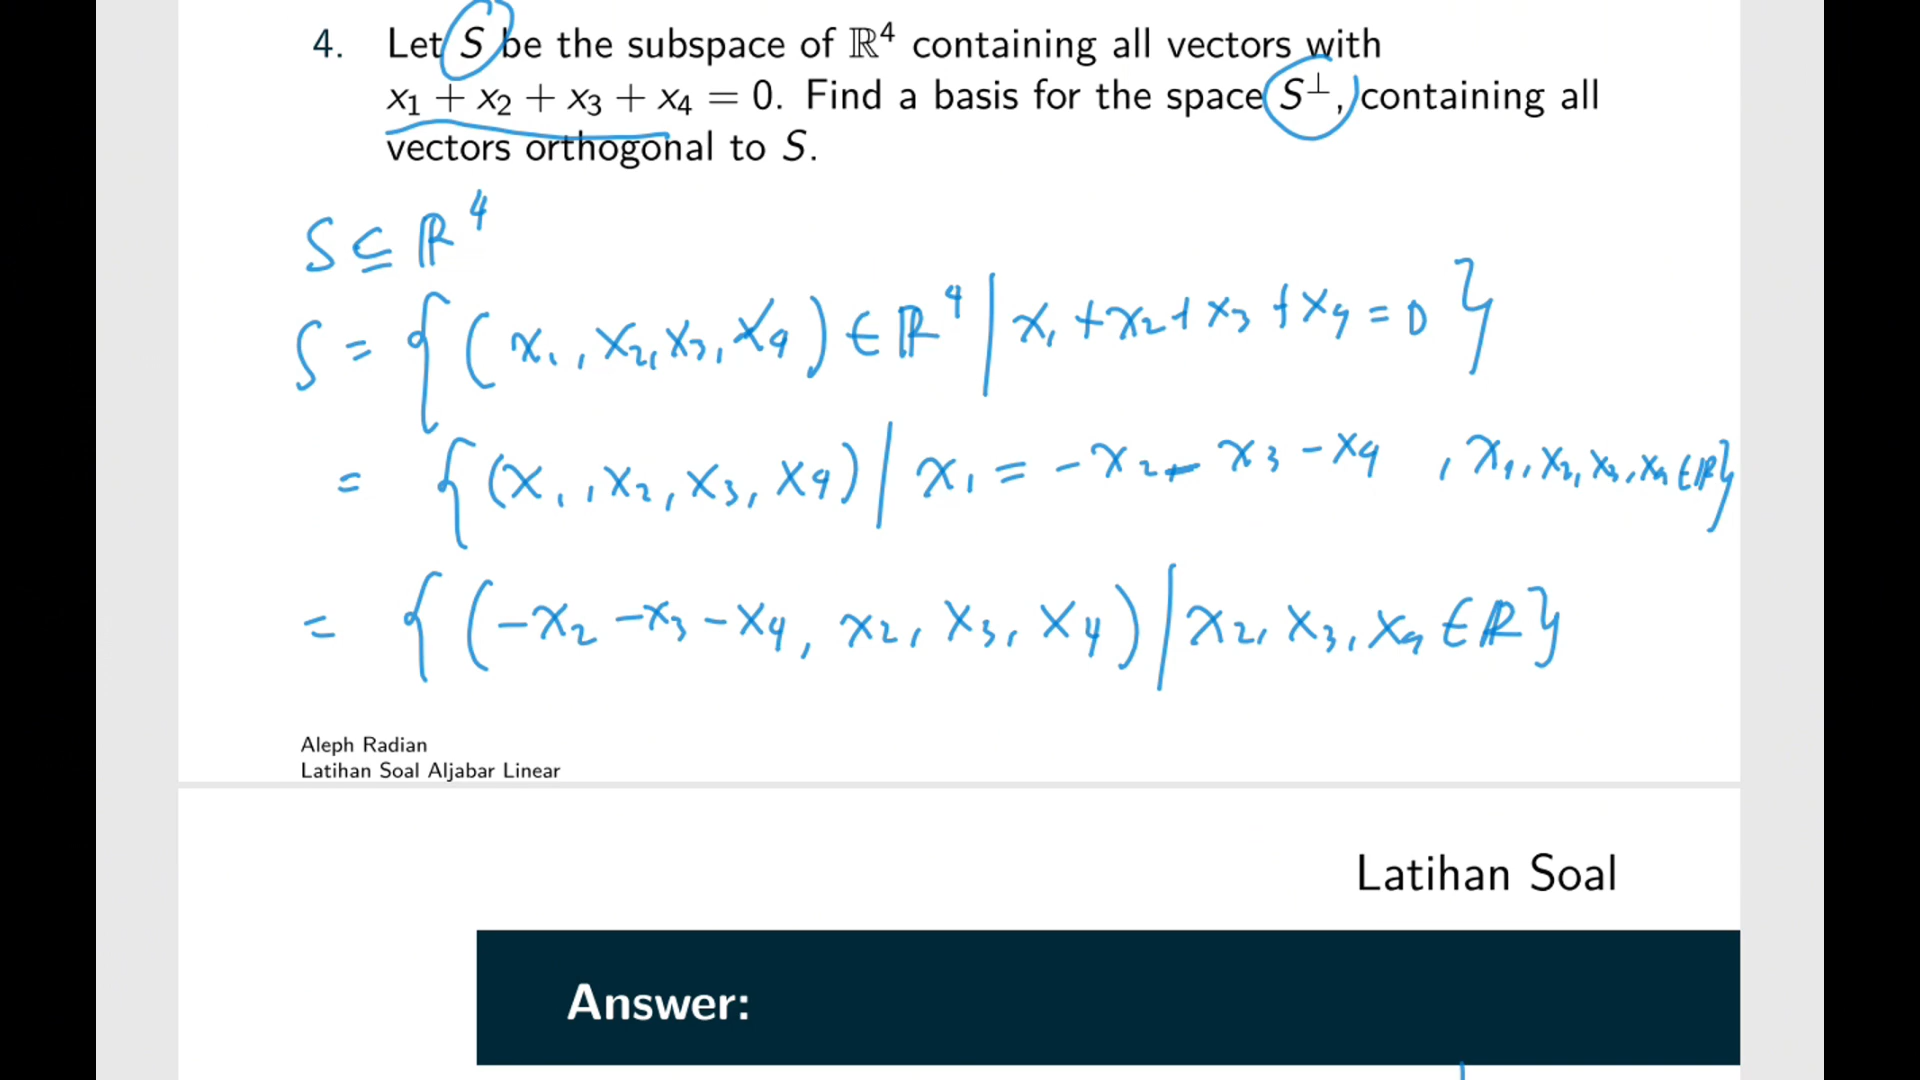 4. Let S be the subspace of ℝ⁴ containing all vectors with
x₁ + x₂ + x₃ + x₄ = 0. Find a basis for the space S⊥, containing all
vectors orthogonal to S.
S ⊆ ℝ⁴
S = { (x₁, x₂, x₃, x₄) ∈ ℝ⁴ | x₁ + x₂ + x₃ + x₄ = 0 }
= { (x₁, x₂, x₃, x₄) | x₁ = -x₂ - x₃ - x₄ , x₁, x₂, x₃, x₄ ∈ ℝ }
= { (-x₂ - x₃ - x₄, x₂, x₃, x₄) | x₂, x₃, x₄ ∈ ℝ }
Aleph Radian
Latihan Soal Aljabar Linear
Latihan Soal
Answer: